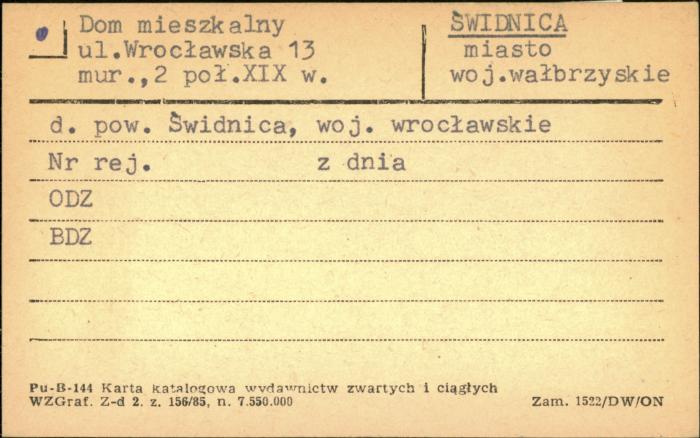 Dom mieszkalny
ul.Wrocławska 13
mur.,2 poł.XIX w.
ŚWIDNICA
miasto
woj.wałbrzyskie
d. pow. Świdnica, woj. wrocławskie
Nr rej. z dnia
ODZ
BDZ
Pu-B-144 Karta katalogowa wydawnictw zwartych i ciągłych
WZGraf. Z-d 2. z. 156/85, n. 7.550.000 Zam. 1522/DW/ON